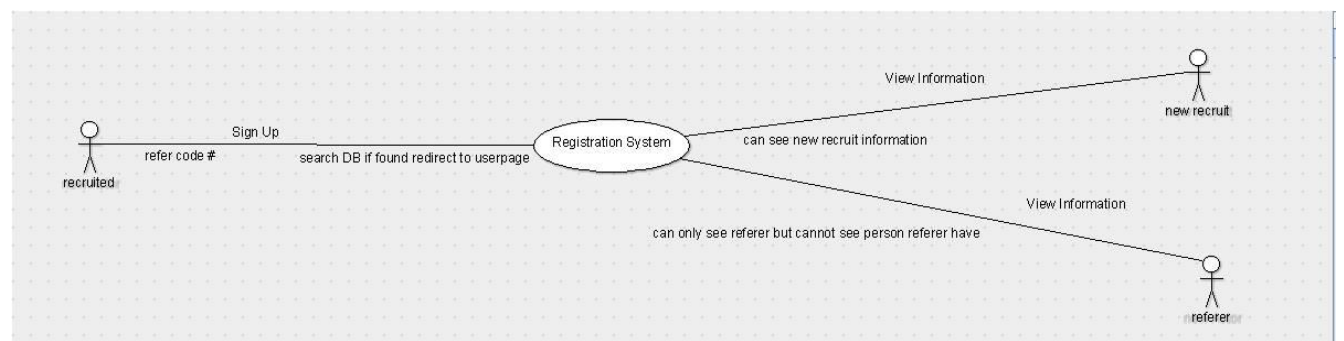 View Information
new recruit
Sign Up
refer code #
search DB if found redirect to userpage
Registration System
can see new recruit information
recruited
View Information
can only see referer but cannot see person referer have
referer